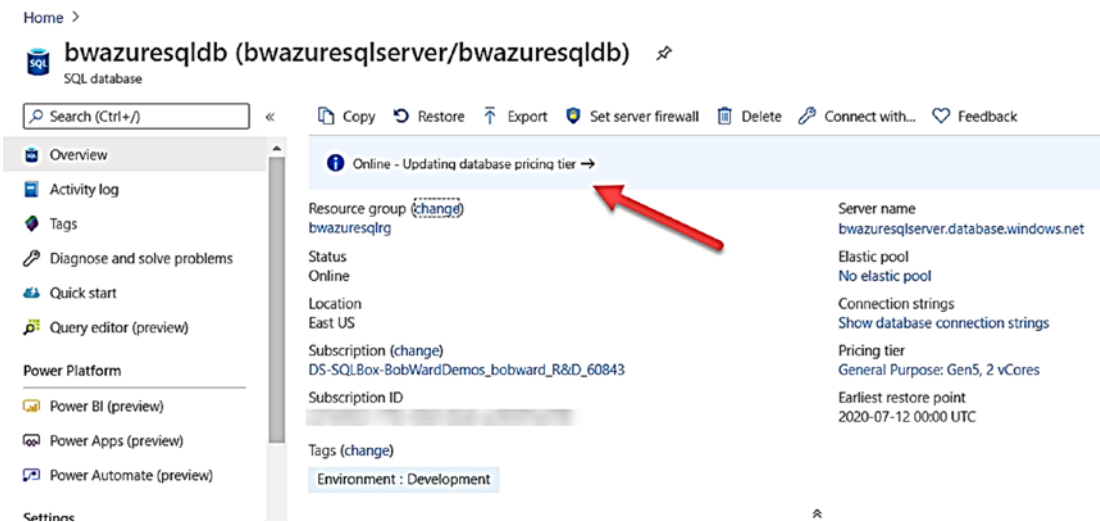 Home >
bwazuresqldb (bwazuresqlserver/bwazuresqldb)
SQL
SQL database
Search (Ctrl+/)
«
Copy Restore Export Set server firewall Delete Connect with... Feedback
Overview
Activity log
Tags
Diagnose and solve problems
Quick start
Query editor (preview)
Power Platform
Power BI (preview)
Power Apps (preview)
Power Automate (preview)
Settings
Online - Updating database pricing tier →
Resource group (change)
bwazuresqlrg
Status
Online
Location
East US
Subscription (change)
DS-SQLBox-BobWardDemos_bobward_R&D_60843
Subscription ID
Tags (change)
Environment : Development
Server name
bwazuresqlserver.database.windows.net
Elastic pool
No elastic pool
Connection strings
Show database connection strings
Pricing tier
General Purpose: Gen5, 2 vCores
Earliest restore point
2020-07-12 00:00 UTC